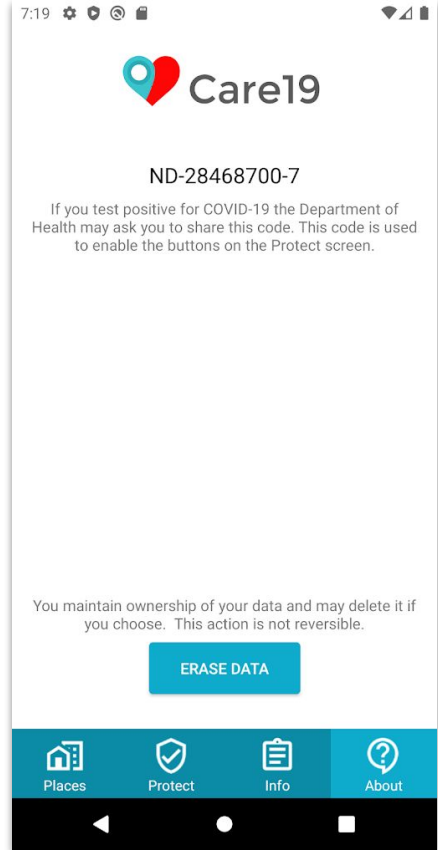 7:19
Care19
ND-28468700-7
If you test positive for COVID-19 the Department of
Health may ask you to share this code. This code is used
to enable the buttons on the Protect screen.
You maintain ownership of your data and may delete it if
you choose.  This action is not reversible.
ERASE DATA
Places Protect Info About